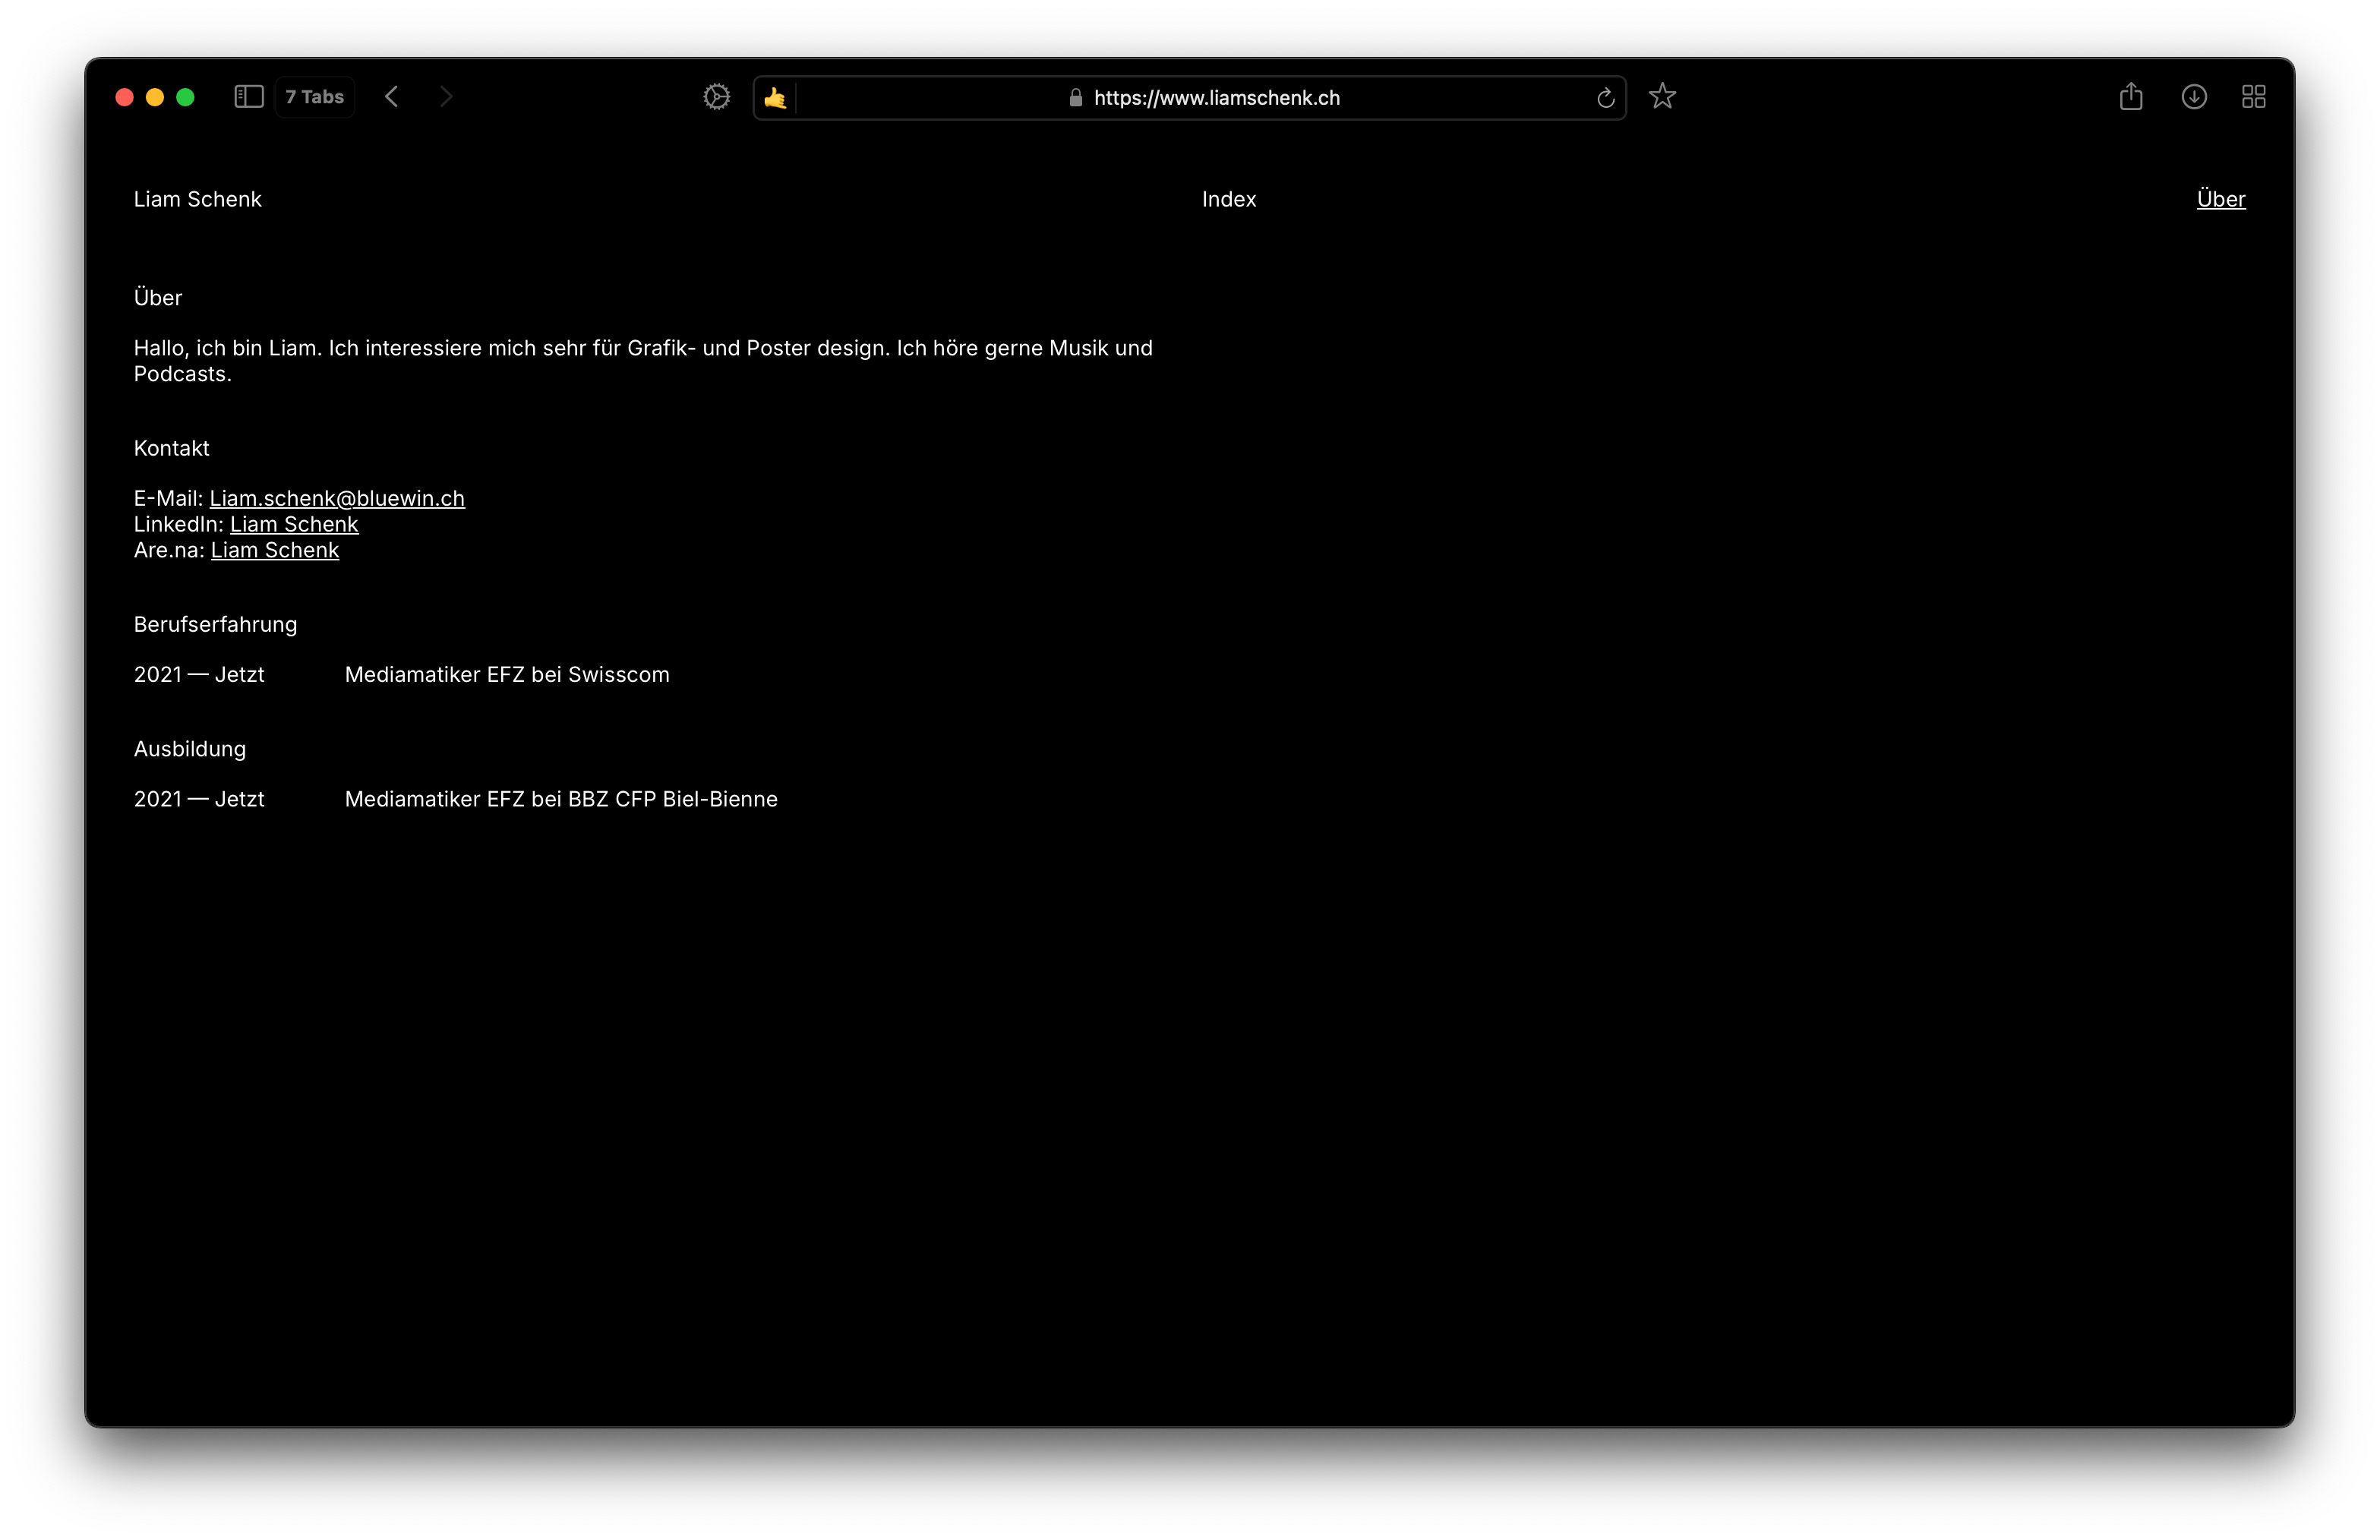 7 Tabs
https://www.liamschenk.ch
Liam Schenk
Index
Über
Über
Hallo, ich bin Liam. Ich interessiere mich sehr für Grafik- und Poster design. Ich höre gerne Musik und
Podcasts.
Kontakt
E-Mail: Liam.schenk@bluewin.ch
LinkedIn: Liam Schenk
Are.na: Liam Schenk
Berufserfahrung
2021 — Jetzt Mediamatiker EFZ bei Swisscom
Ausbildung
2021 — Jetzt Mediamatiker EFZ bei BBZ CFP Biel-Bienne